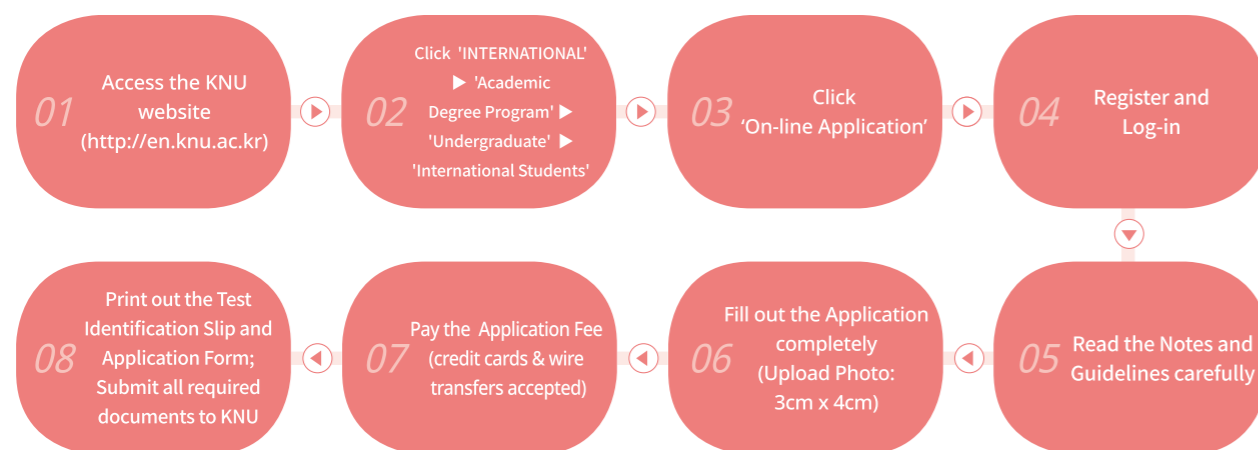 01
Access the KNU
website
(http://en.knu.ac.kr)
02
Click 'INTERNATIONAL'
▶ 'Academic
Degree Program' ▶
'Undergraduate' ▶
'International Students'
03
Click
‘On-line Application’
04
Register and
Log-in
05
Read the Notes and
Guidelines carefully
06
Fill out the Application
completely
(Upload Photo:
3cm x 4cm)
07
Pay the Application Fee
(credit cards & wire
transfers accepted)
08
Print out the Test
Identification Slip and
Application Form;
Submit all required
documents to KNU